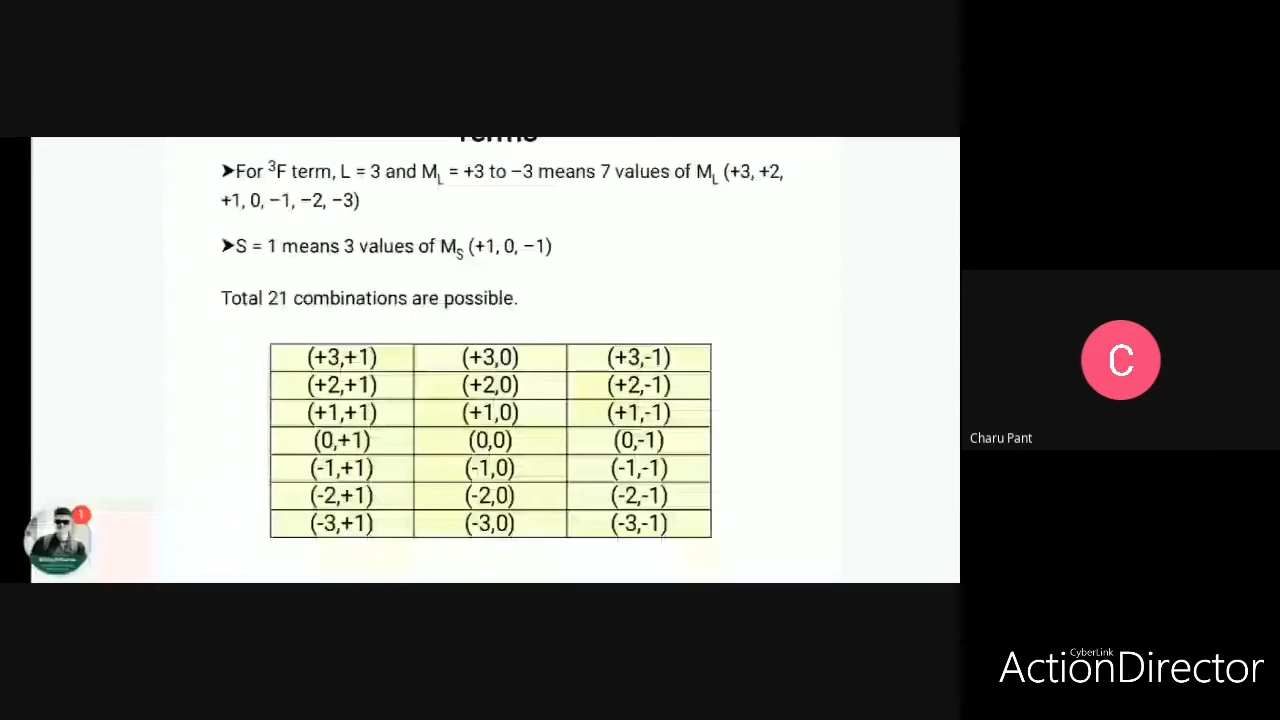 Terms
➤For ³F term, L = 3 and M_L = +3 to −3 means 7 values of M_L (+3, +2,
+1, 0, −1, −2, −3)
➤S = 1 means 3 values of M_S (+1, 0, −1)
Total 21 combinations are possible.
(+3,+1) (+3,0) (+3,-1)
(+2,+1) (+2,0) (+2,-1)
(+1,+1) (+1,0) (+1,-1)
(0,+1) (0,0) (0,-1)
(-1,+1) (-1,0) (-1,-1)
(-2,+1) (-2,0) (-2,-1)
(-3,+1) (-3,0) (-3,-1)
1
C
Charu Pant
CyberLink
ActionDirector